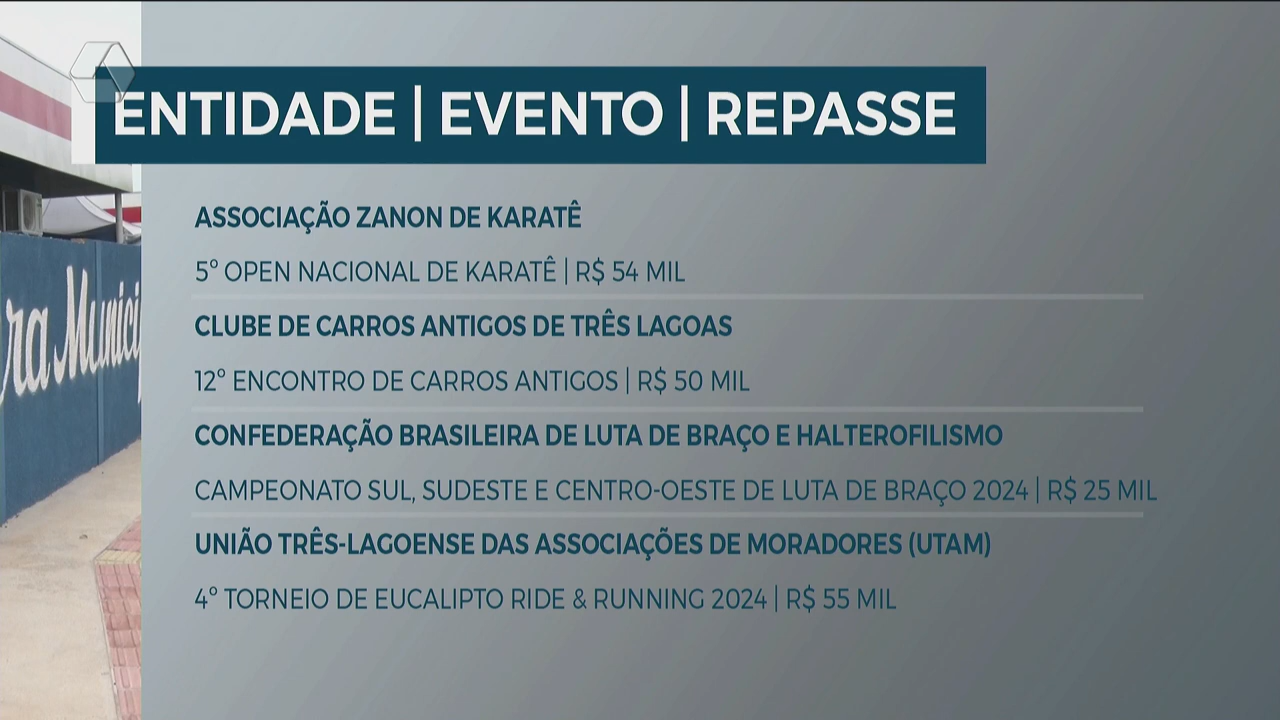 ENTIDADE | EVENTO | REPASSE
ASSOCIAÇÃO ZANON DE KARATÊ
5º OPEN NACIONAL DE KARATÊ | R$ 54 MIL
CLUBE DE CARROS ANTIGOS DE TRÊS LAGOAS
12º ENCONTRO DE CARROS ANTIGOS | R$ 50 MIL
CONFEDERAÇÃO BRASILEIRA DE LUTA DE BRAÇO E HALTEROFILISMO
CAMPEONATO SUL, SUDESTE E CENTRO-OESTE DE LUTA DE BRAÇO 2024 | R$ 25 MIL
UNIÃO TRÊS-LAGOENSE DAS ASSOCIAÇÕES DE MORADORES (UTAM)
4º TORNEIO DE EUCALIPTO RIDE & RUNNING 2024 | R$ 55 MIL